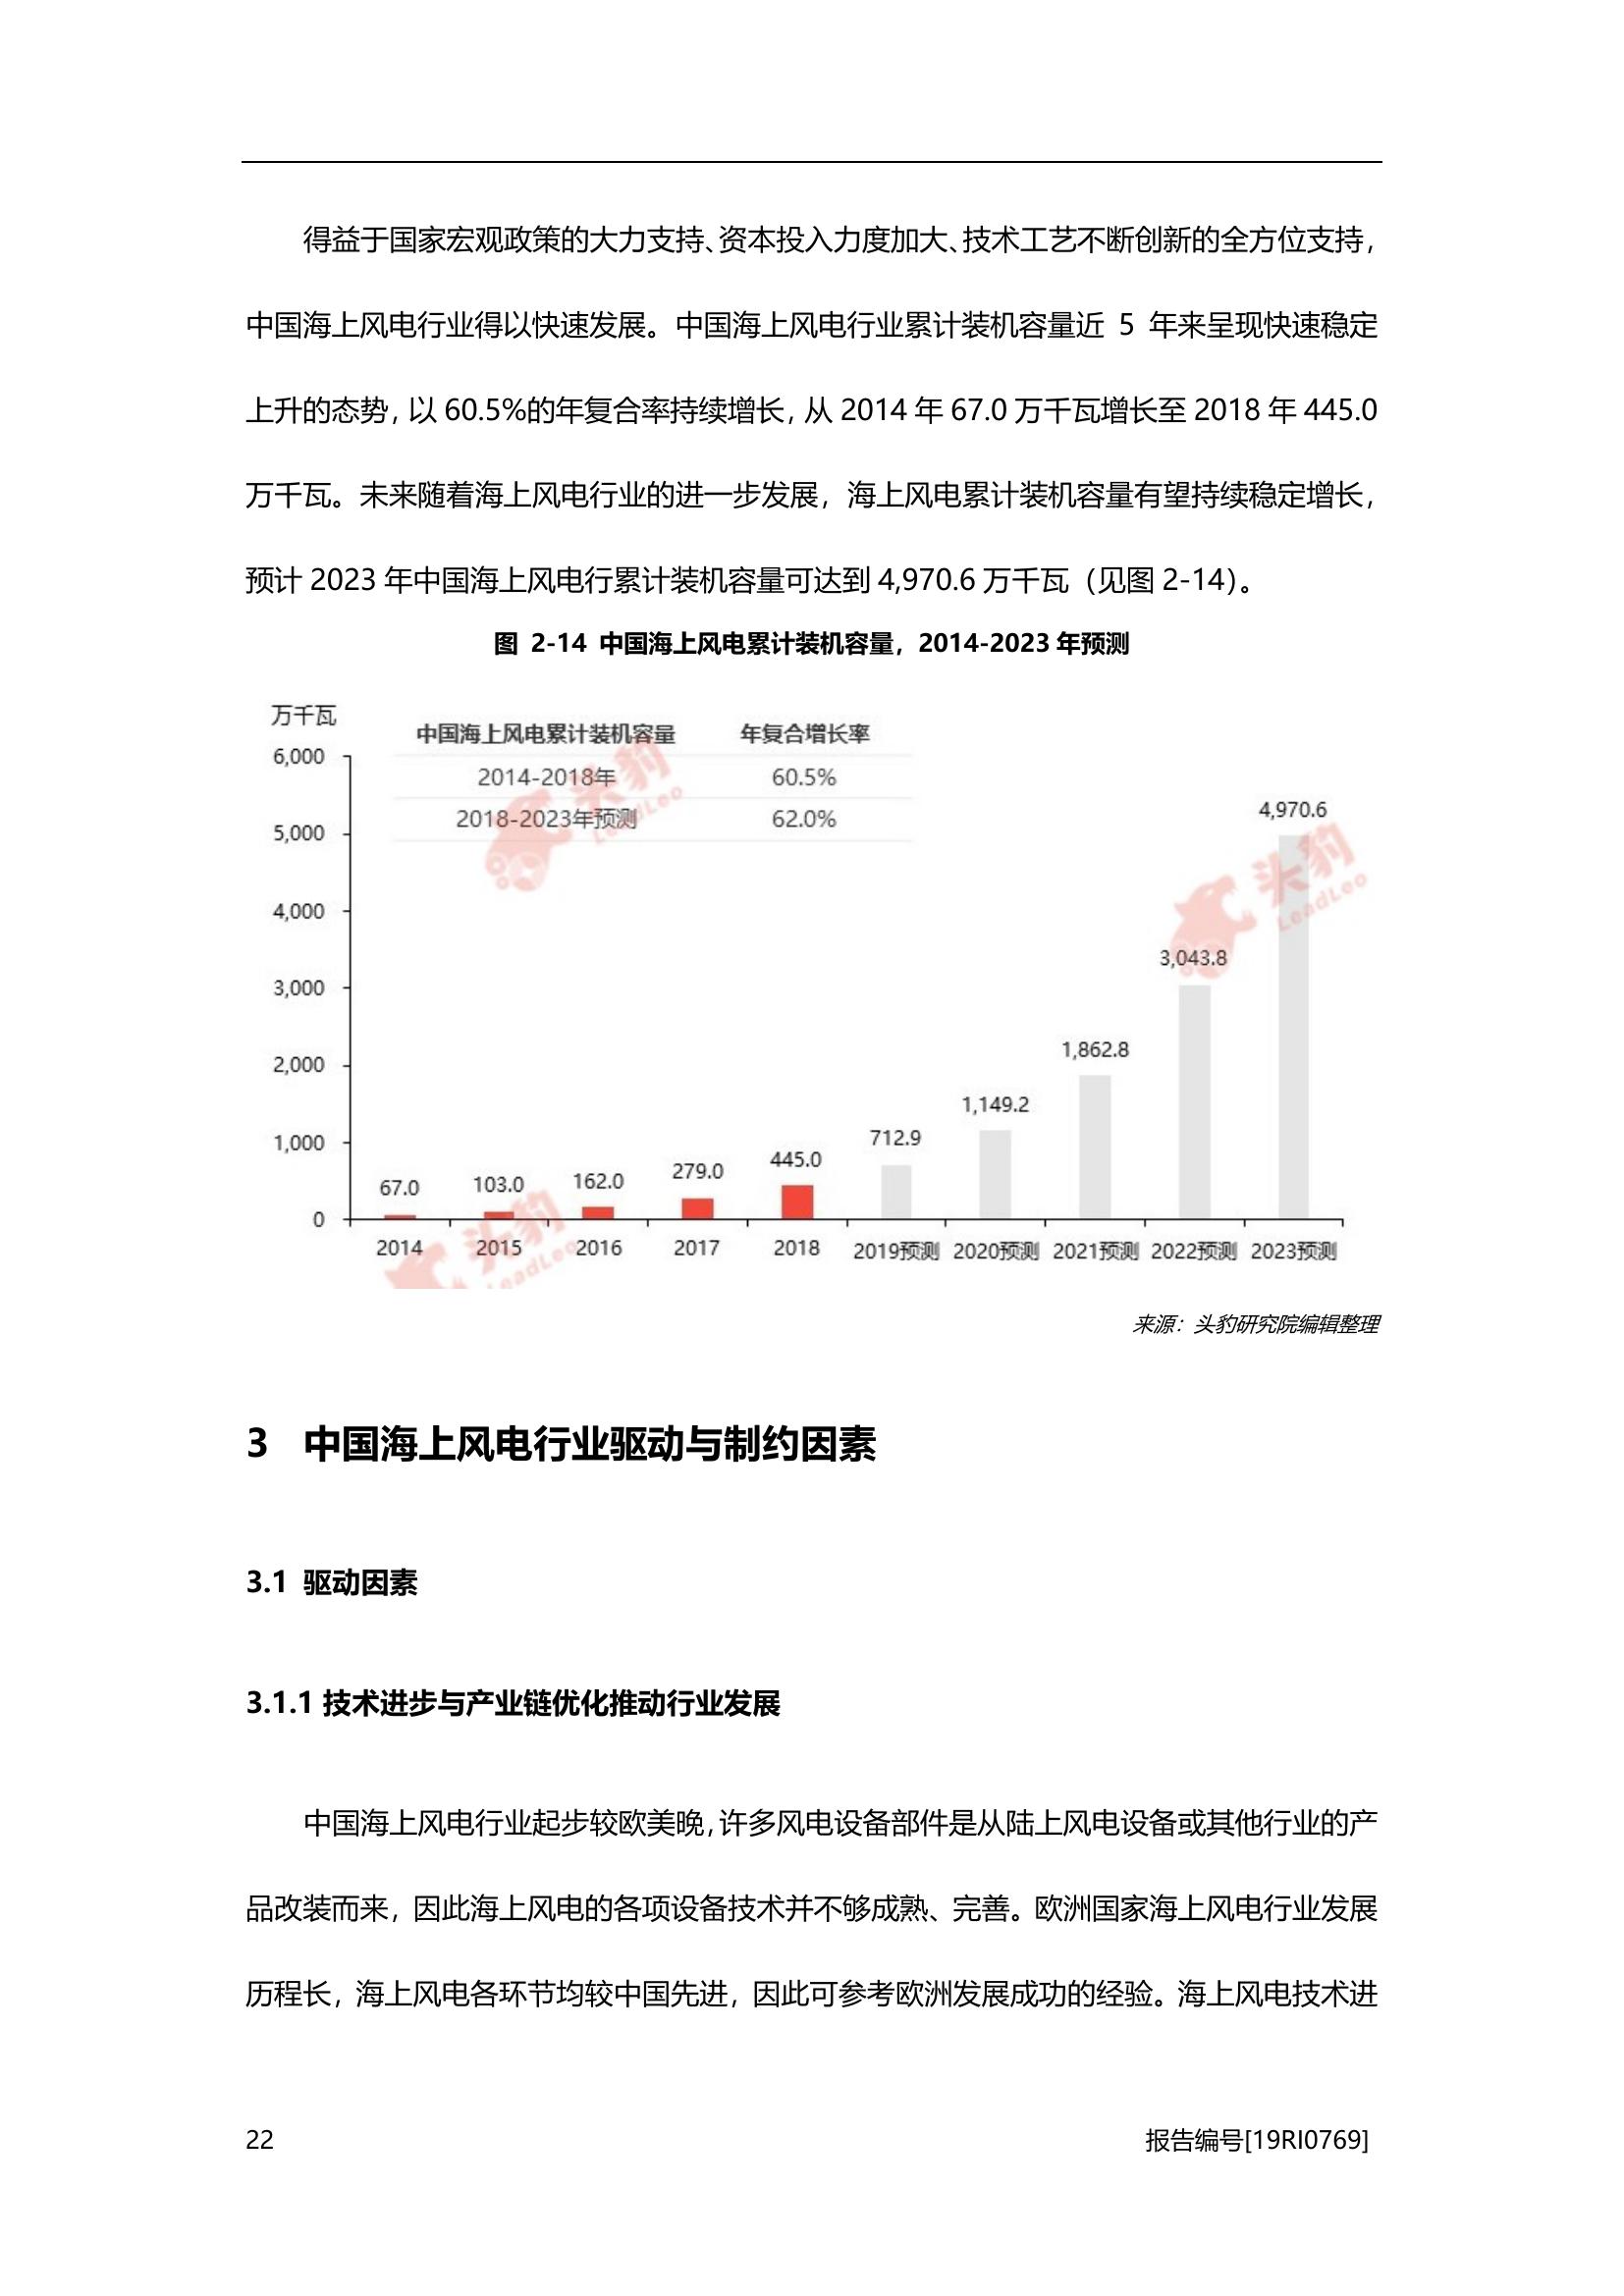 得益于国家宏观政策的大力支持、资本投入力度加大、技术工艺不断创新的全方位支持，
中国海上风电行业得以快速发展。中国海上风电行业累计装机容量近 5 年来呈现快速稳定
上升的态势，以 60.5%的年复合率持续增长，从 2014 年 67.0 万千瓦增长至 2018 年 445.0
万千瓦。未来随着海上风电行业的进一步发展，海上风电累计装机容量有望持续稳定增长，
预计 2023 年中国海上风电行累计装机容量可达到 4,970.6 万千瓦（见图 2-14）。
图 2-14 中国海上风电累计装机容量，2014-2023 年预测
万千瓦
中国海上风电累计装机容量 年复合增长率
2014-2018年 60.5%
2018-2023年预测 62.0%
6,000
5,000
4,000
3,000
2,000
1,000
0
67.0
103.0
162.0
279.0
445.0
712.9
1,149.2
1,862.8
3,043.8
4,970.6
2014 2015 2016 2017 2018 2019预测 2020预测 2021预测 2022预测 2023预测
头豹
LeadLeo
头豹
LeadLeo
头豹
LeadLeo
来源：头豹研究院编辑整理
3 中国海上风电行业驱动与制约因素
3.1 驱动因素
3.1.1 技术进步与产业链优化推动行业发展
中国海上风电行业起步较欧美晚，许多风电设备部件是从陆上风电设备或其他行业的产
品改装而来，因此海上风电的各项设备技术并不够成熟、完善。欧洲国家海上风电行业发展
历程长，海上风电各环节均较中国先进，因此可参考欧洲发展成功的经验。海上风电技术进
22 报告编号[19RI0769]